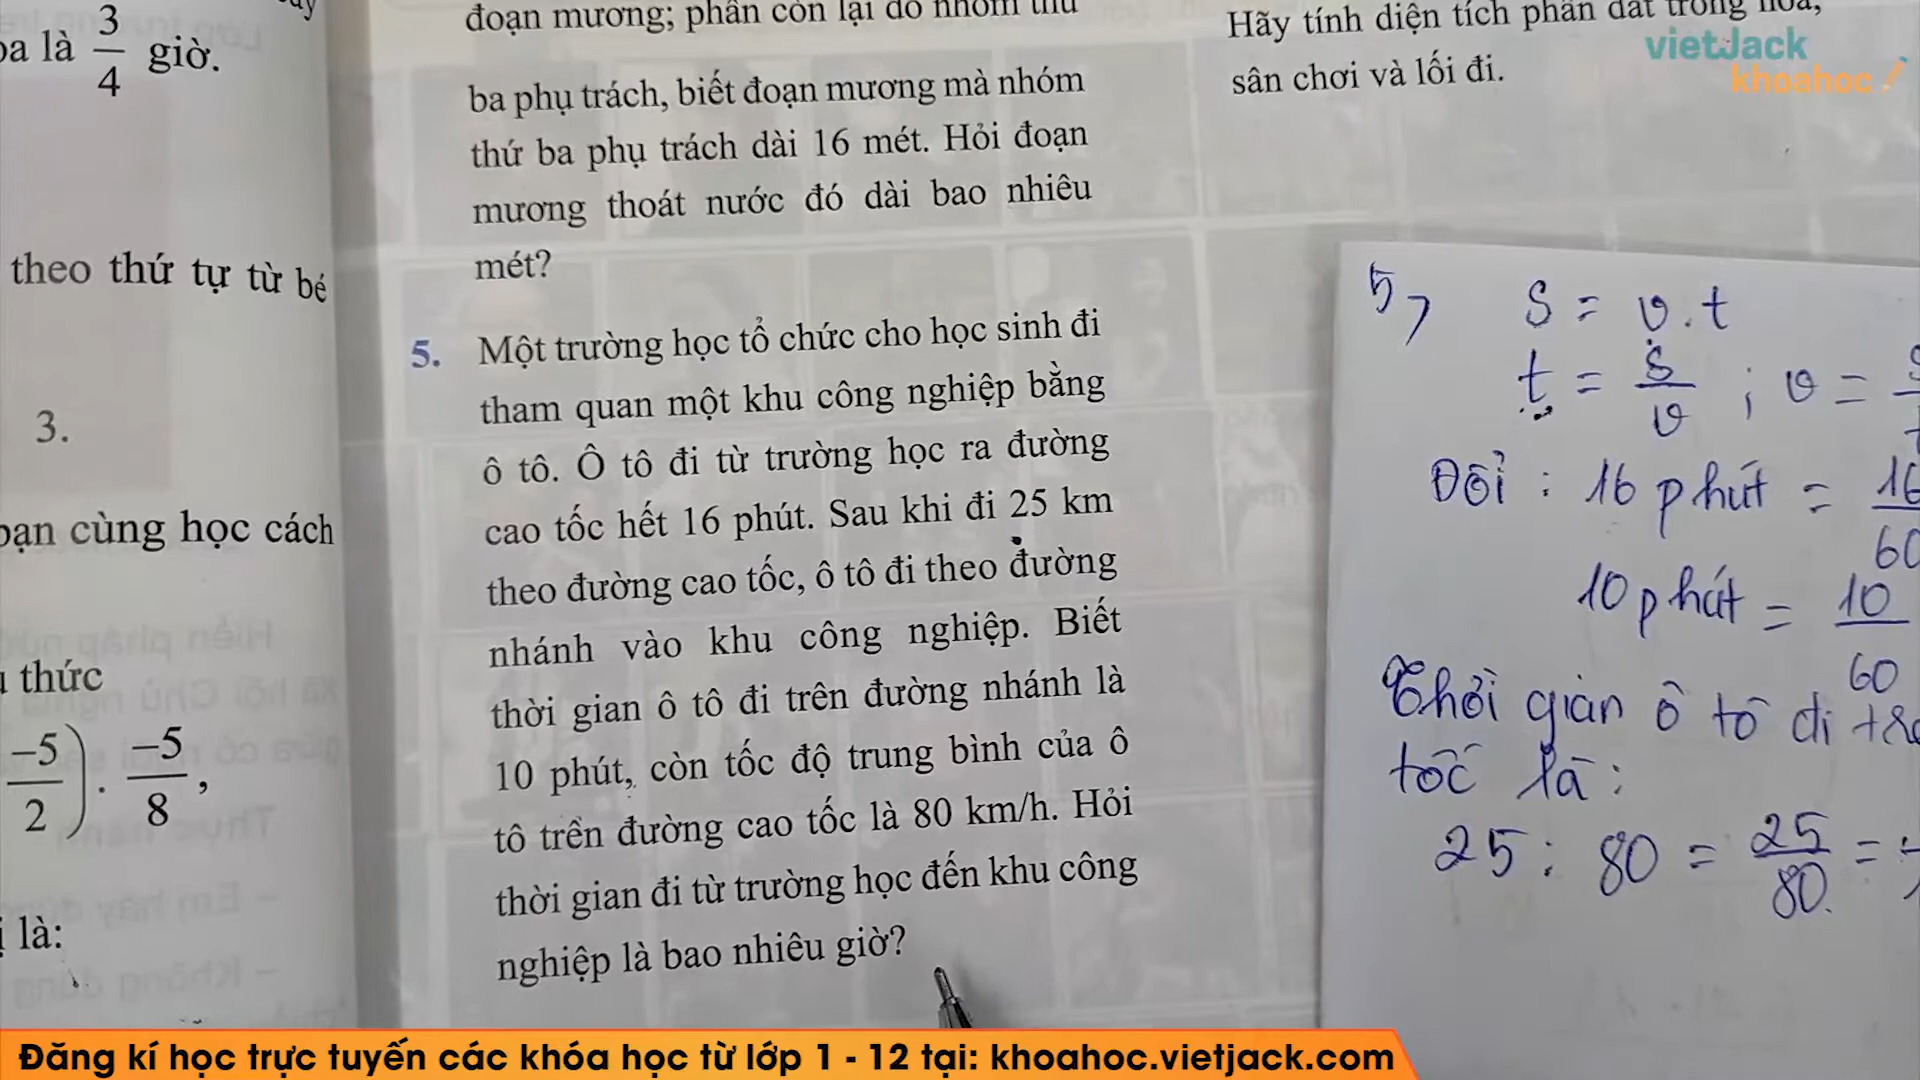 3
ba là — giờ.
4
theo thứ tự từ bé
3.
bạn cùng học cách
thức
−5 −5
—) . —,
2 8
là:
đoạn mương; phần còn lại do nhóm thứ
ba phụ trách, biết đoạn mương mà nhóm
thứ ba phụ trách dài 16 mét. Hỏi đoạn
mương thoát nước đó dài bao nhiêu
mét?
5. Một trường học tổ chức cho học sinh đi
tham quan một khu công nghiệp bằng
ô tô. Ô tô đi từ trường học ra đường
cao tốc hết 16 phút. Sau khi đi 25 km
theo đường cao tốc, ô tô đi theo đường
nhánh vào khu công nghiệp. Biết
thời gian ô tô đi trên đường nhánh là
10 phút, còn tốc độ trung bình của ô
tô trên đường cao tốc là 80 km/h. Hỏi
thời gian đi từ trường học đến khu công
nghiệp là bao nhiêu giờ?
Hãy tính diện tích phần đất trồng hoa,
sân chơi và lối đi.
vietJack
khoahoc
5, S = v.t
t = s/v ; v =
Đổi : 16 phút = 16/60
10 phút = 10/60
Thời gian ô tô đi
tốc là :
25 : 80 = 25/80 =
Đăng kí học trực tuyến các khóa học từ lớp 1 - 12 tại: khoahoc.vietjack.com